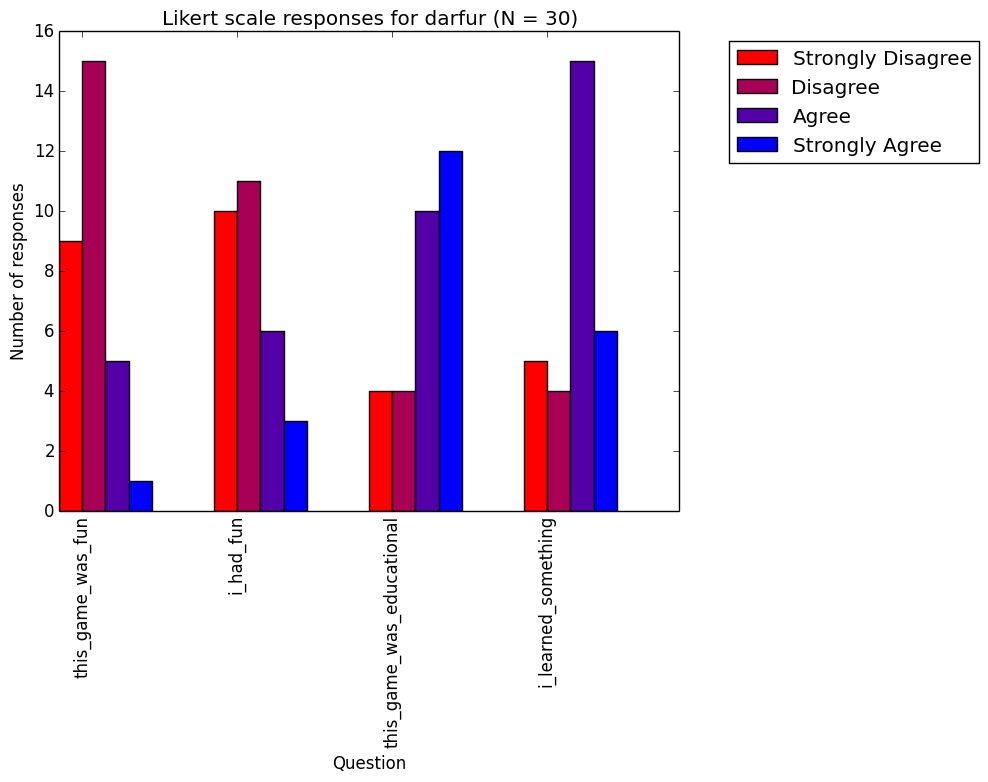 Likert scale responses for darfur (N = 30)
16
14
12
10
8
6
4
2
0
Number of responses
this_game_was_fun
i_had_fun
this_game_was_educational
i_learned_something
Question
Strongly Disagree
Disagree
Agree
Strongly Agree